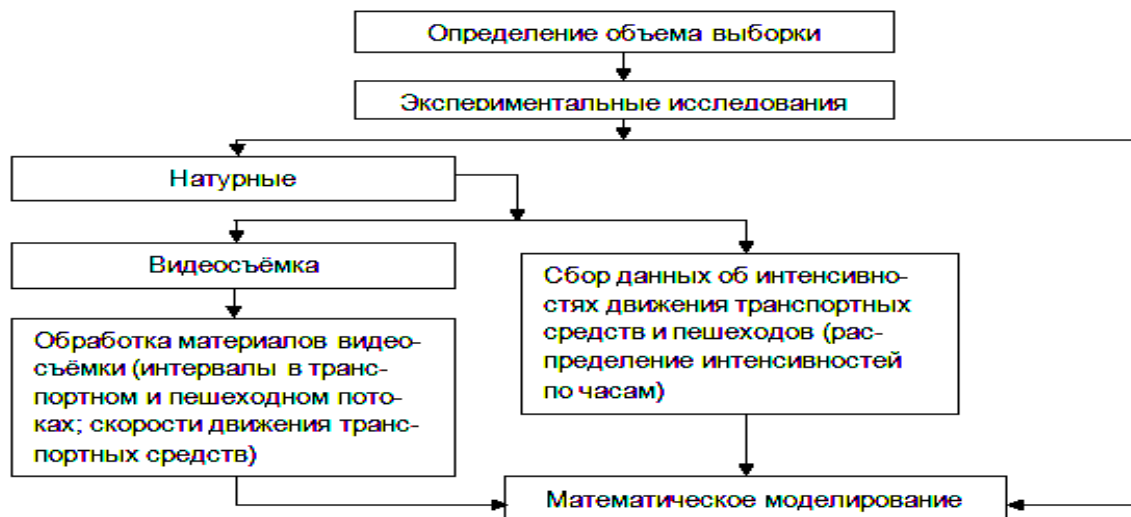 Определение объема выборки
Экспериментальные исследования
Натурные
Видеосъёмка
Обработка материалов видео-
съёмки (интервалы в транс-
портном и пешеходном пото-
ках; скорости движения транс-
портных средств)
Сбор данных об интенсивно-
стях движения транспортных
средств и пешеходов (рас-
пределение интенсивностей
по часам)
Математическое моделирование